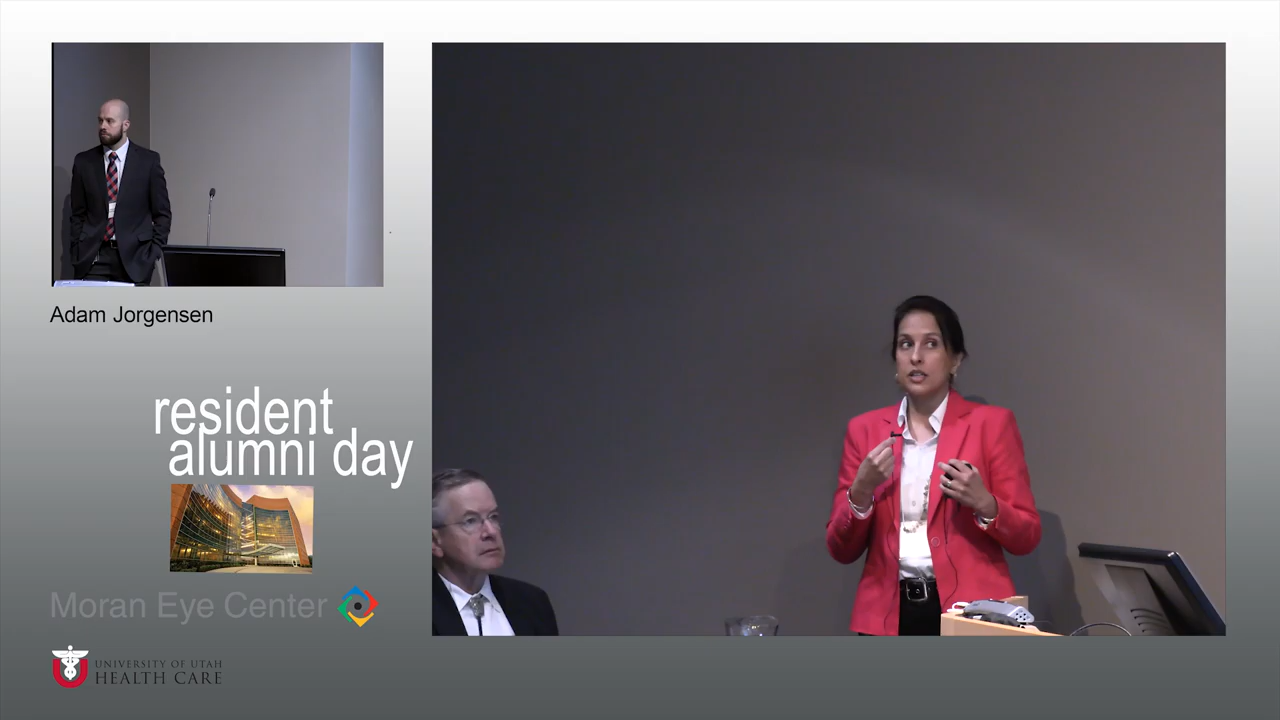 Adam Jorgensen
resident
alumni day
Moran Eye Center
UNIVERSITY OF UTAH
HEALTH CARE